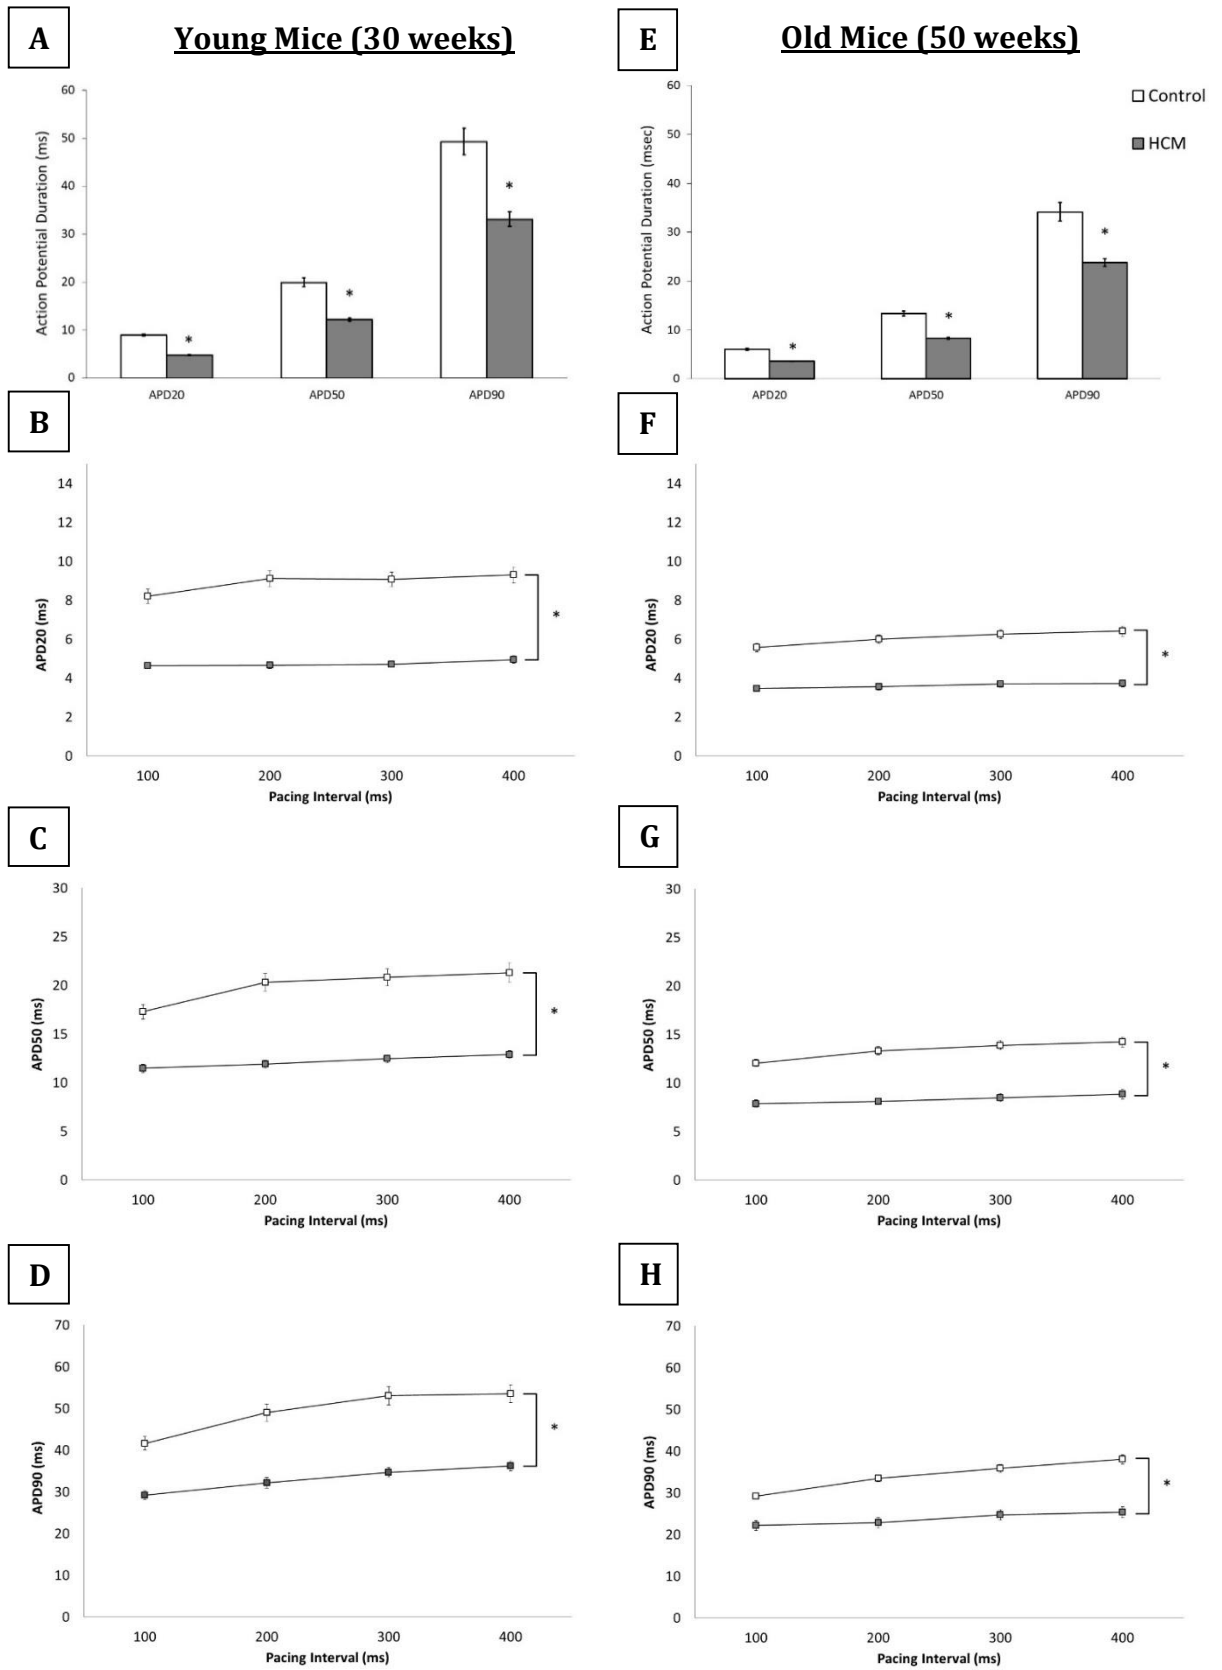 A
Young Mice (30 weeks)
60
50
40
30
20
10
0
Action Potential Duration (ms)
*
*
*
APD20 APD50 APD90
E
Old Mice (50 weeks)
60
50
40
30
20
10
0
Action Potential Duration (msec)
Control
HCM
*
*
*
APD20 APD50 APD90
B
14
12
10
8
6
4
2
0
APD20 (ms)
*
100 200 300 400
Pacing Interval (ms)
F
14
12
10
8
6
4
2
0
APD20 (ms)
*
100 200 300 400
Pacing Interval (ms)
C
30
25
20
15
10
5
0
APD50 (ms)
*
100 200 300 400
Pacing Interval (ms)
G
30
25
20
15
10
5
0
APD50 (ms)
*
100 200 300 400
Pacing Interval (ms)
D
70
60
50
40
30
20
10
0
APD90 (ms)
*
100 200 300 400
Pacing Interval (ms)
H
70
60
50
40
30
20
10
0
APD90 (ms)
*
100 200 300 400
Pacing Interval (ms)